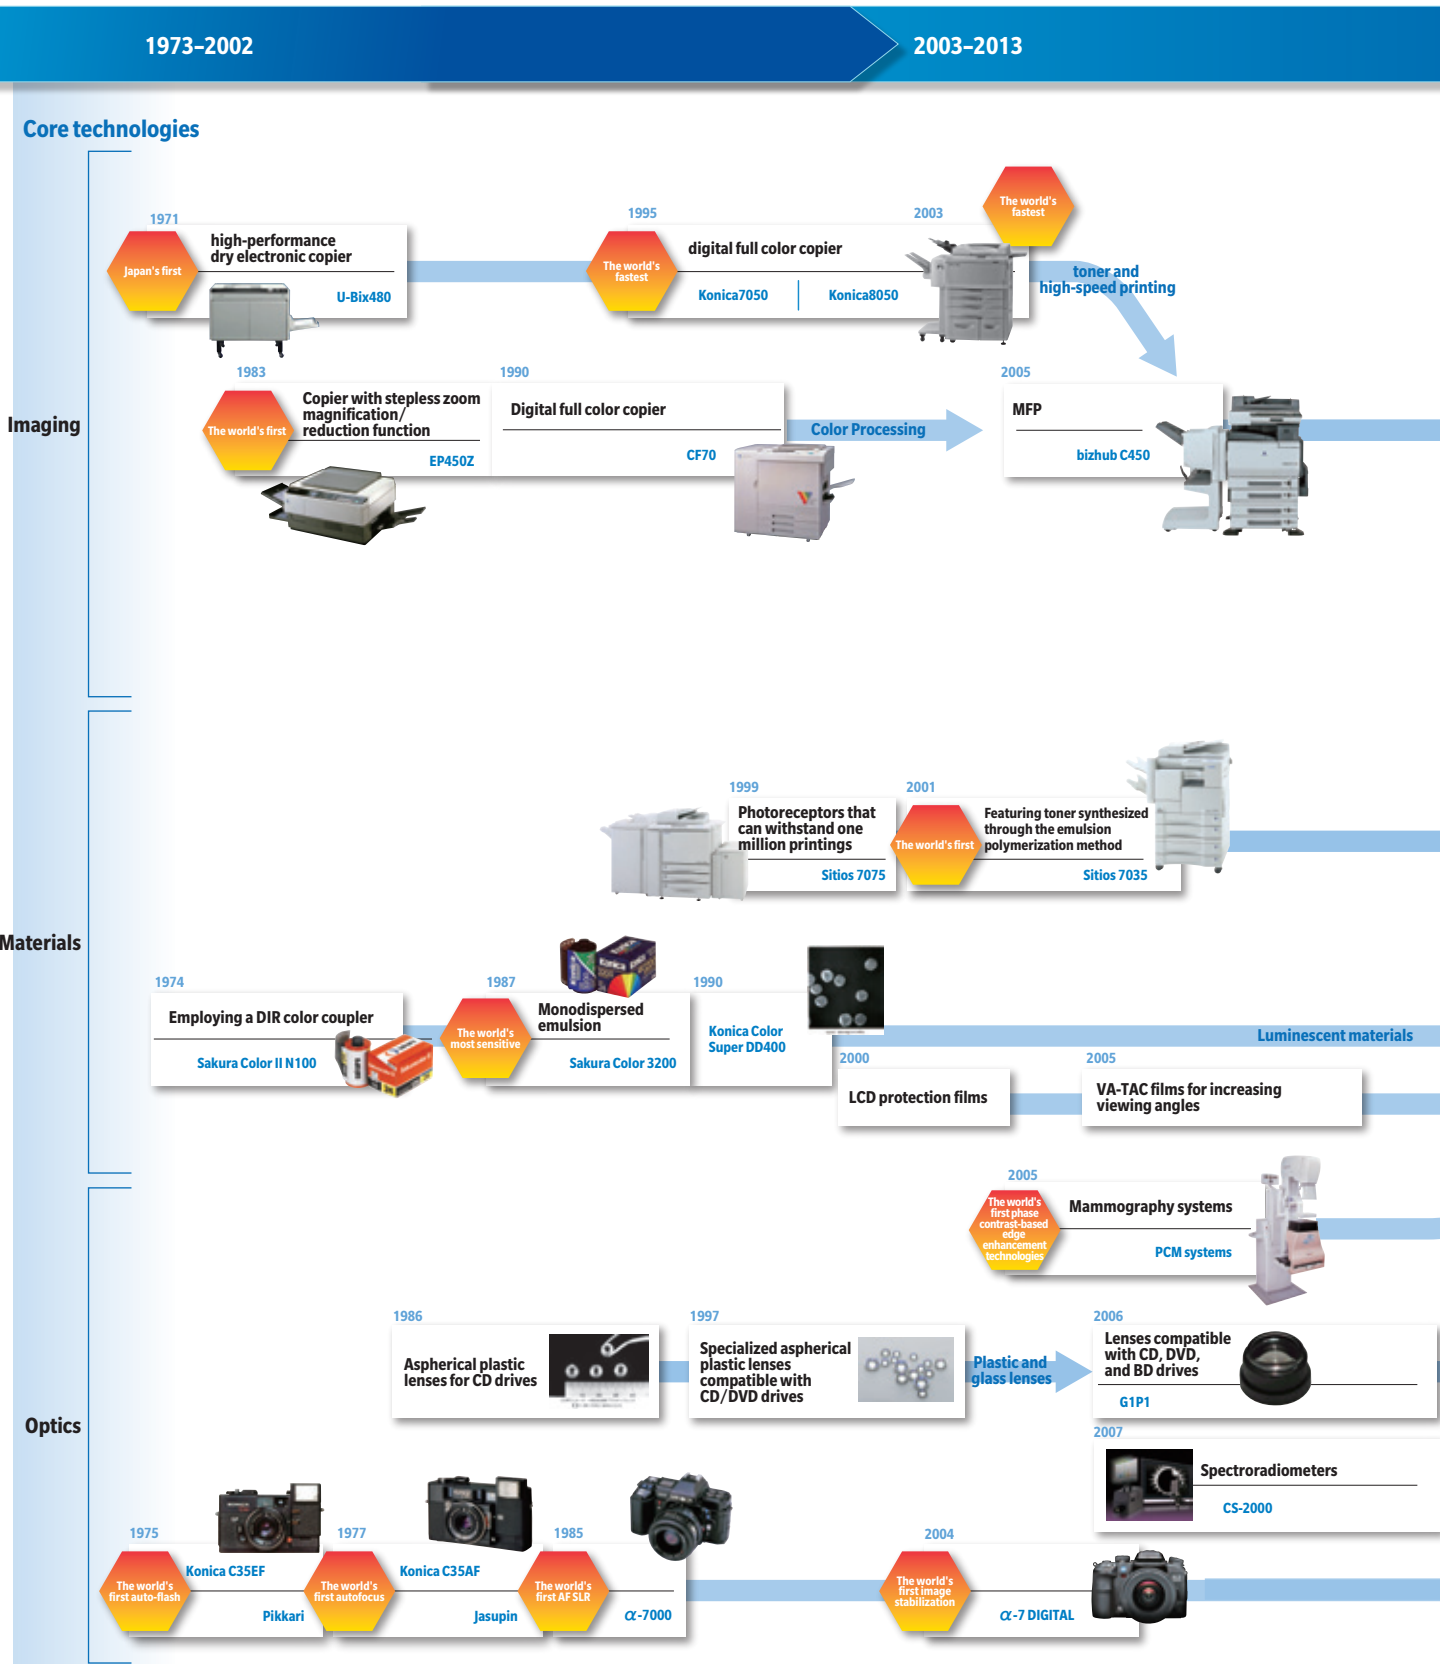 1973–2002
2003–2013
Core technologies
Imaging
1971
Japan's first
high-performance
dry electronic copier
U-Bix480
1995
The world's
fastest
digital full color copier
Konica7050
Konica8050
2003
The world's
fastest
toner and
high-speed printing
1983
The world's first
Copier with stepless zoom
magnification/
reduction function
EP450Z
1990
Digital full color copier
CF70
Color Processing
2005
MFP
bizhub C450
Materials
1999
Photoreceptors that
can withstand one
million printings
Sitios 7075
2001
The world's first
Featuring toner synthesized
through the emulsion
polymerization method
Sitios 7035
1974
Employing a DIR color coupler
Sakura Color II N100
1987
The world's
most sensitive
Monodispersed
emulsion
Sakura Color 3200
1990
Konica Color
Super DD400
Luminescent materials
2000
LCD protection films
2005
VA-TAC films for increasing
viewing angles
Optics
2005
The world's
first phase
contrast-based
edge
enhancement
technologies
Mammography systems
PCM systems
1986
Aspherical plastic
lenses for CD drives
1997
Specialized aspherical
plastic lenses
compatible with
CD/DVD drives
Plastic and
glass lenses
2006
Lenses compatible
with CD, DVD,
and BD drives
G1P1
2007
Spectroradiometers
CS-2000
1975
The world's
first auto-flash
Konica C35EF
Pikkari
1977
The world's
first autofocus
Konica C35AF
Jasupin
1985
The world's
first AF SLR
α-7000
2004
The world's
first image
stabilization
α-7 DIGITAL